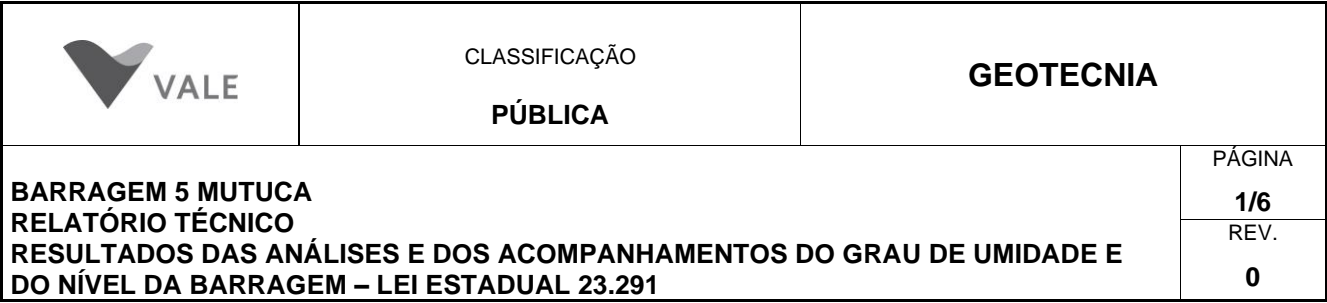 VALE
CLASSIFICAÇÃO
PÚBLICA
GEOTECNIA
BARRAGEM 5 MUTUCA
RELATÓRIO TÉCNICO
RESULTADOS DAS ANÁLISES E DOS ACOMPANHAMENTOS DO GRAU DE UMIDADE E
DO NÍVEL DA BARRAGEM – LEI ESTADUAL 23.291
PÁGINA
1/6
REV.
0